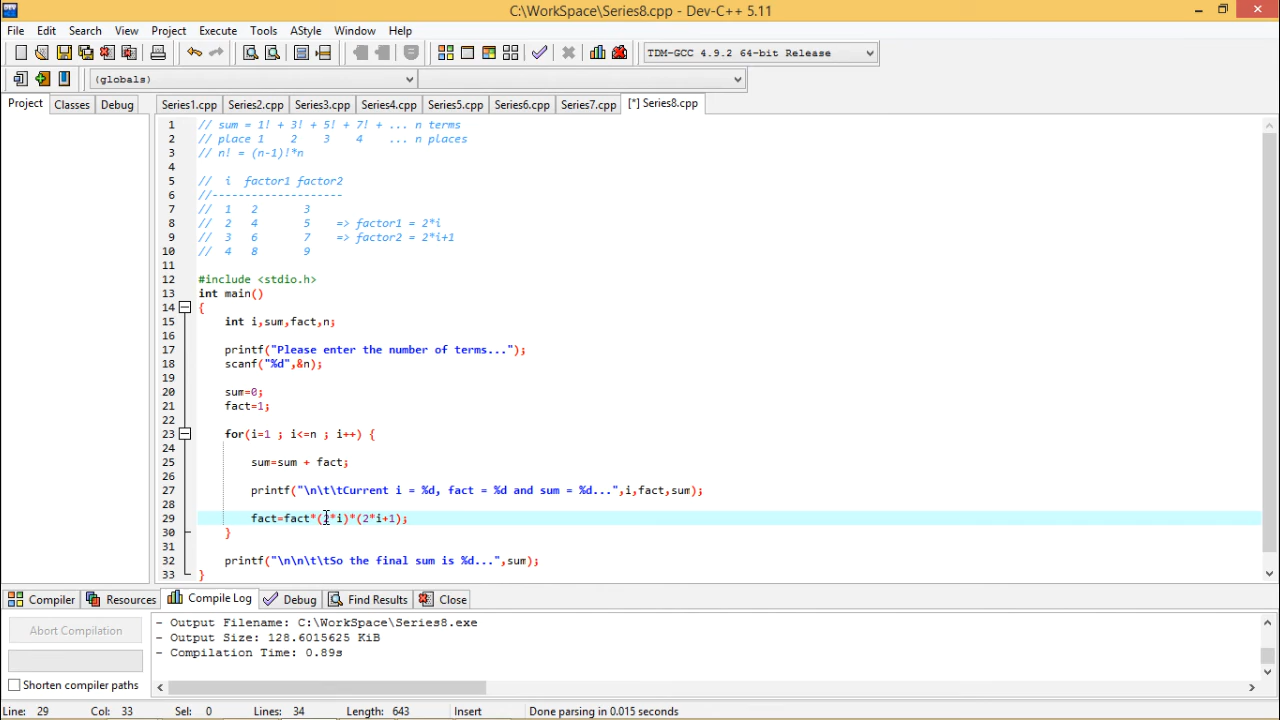 C:\WorkSpace\Series8.cpp - Dev-C++ 5.11
File Edit Search View Project Execute Tools AStyle Window Help
TDM-GCC 4.9.2 64-bit Release
(globals)
Project Classes Debug Series1.cpp Series2.cpp Series3.cpp Series4.cpp Series5.cpp Series6.cpp Series7.cpp [*] Series8.cpp
1 // sum = 1! + 3! + 5! + 7! + ... n terms
2 // place 1 2 3 4 ... n places
3 // n! = (n-1)!*n
4
5 // i factor1 factor2
6 //--------------------
7 // 1 2 3
8 // 2 4 5 => factor1 = 2*i
9 // 3 6 7 => factor2 = 2*i+1
10 // 4 8 9
11
12 #include <stdio.h>
13 int main()
14 {
15 int i,sum,fact,n;
16
17 printf("Please enter the number of terms...");
18 scanf("%d",&n);
19
20 sum=0;
21 fact=1;
22
23 for(i=1 ; i<=n ; i++) {
24
25 sum=sum + fact;
26
27 printf("\n\t\tCurrent i = %d, fact = %d and sum = %d...",i,fact,sum);
28
29 fact=fact*(2*i)*(2*i+1);
30 }
31
32 printf("\n\n\t\tSo the final sum is %d...",sum);
33 }
Compiler Resources Compile Log Debug Find Results Close
Abort Compilation
Shorten compiler paths
- Output Filename: C:\WorkSpace\Series8.exe
- Output Size: 128.6015625 KiB
- Compilation Time: 0.89s
Line: 29 Col: 33 Sel: 0 Lines: 34 Length: 643 Insert Done parsing in 0.015 seconds